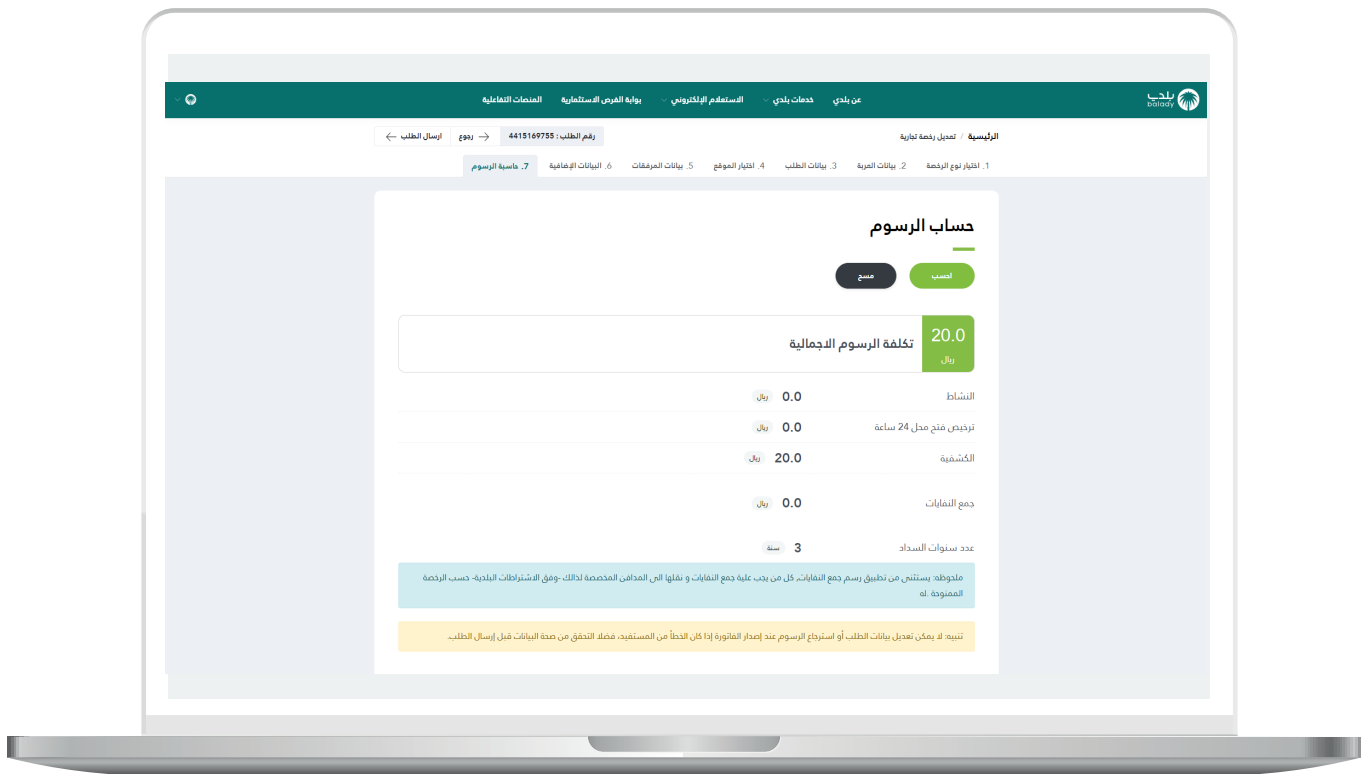 بلدي
balady
عن بلدي
خدمات بلدي
الاستعلام الإلكتروني
بوابة الفرص الاستثمارية
المنصات التفاعلية
الرئيسية / تعديل رخصة تجارية
رقم الطلب : 4415169755
رجوع
ارسال الطلب
1. اختيار نوع الرخصة
2. بيانات العربة
3. بيانات الطلب
4. اختيار الموقع
5. بيانات المرفقات
6. البيانات الإضافية
7. حاسبة الرسوم
حساب الرسوم
احسب
مسح
20.0
ريال
تكلفة الرسوم الاجمالية
النشاط 0.0 ريال
ترخيص فتح محل 24 ساعة 0.0 ريال
الكشفية 20.0 ريال
جمع النفايات 0.0 ريال
عدد سنوات السداد 3 سنة
ملحوظة: يستثنى من تطبيق رسم جمع النفايات, كل من يجب علية جمع النفايات و نقلها الى المدافن المخصصة لذالك -وفق الاشتراطات البلدية- حسب الرخصة
الممنوحة .له
تنبيه: لا يمكن تعديل بيانات الطلب أو استرجاع الرسوم عند إصدار الفاتورة إذا كان الخطأ من المستفيد، فضلا التحقق من صحة البيانات قبل إرسال الطلب.